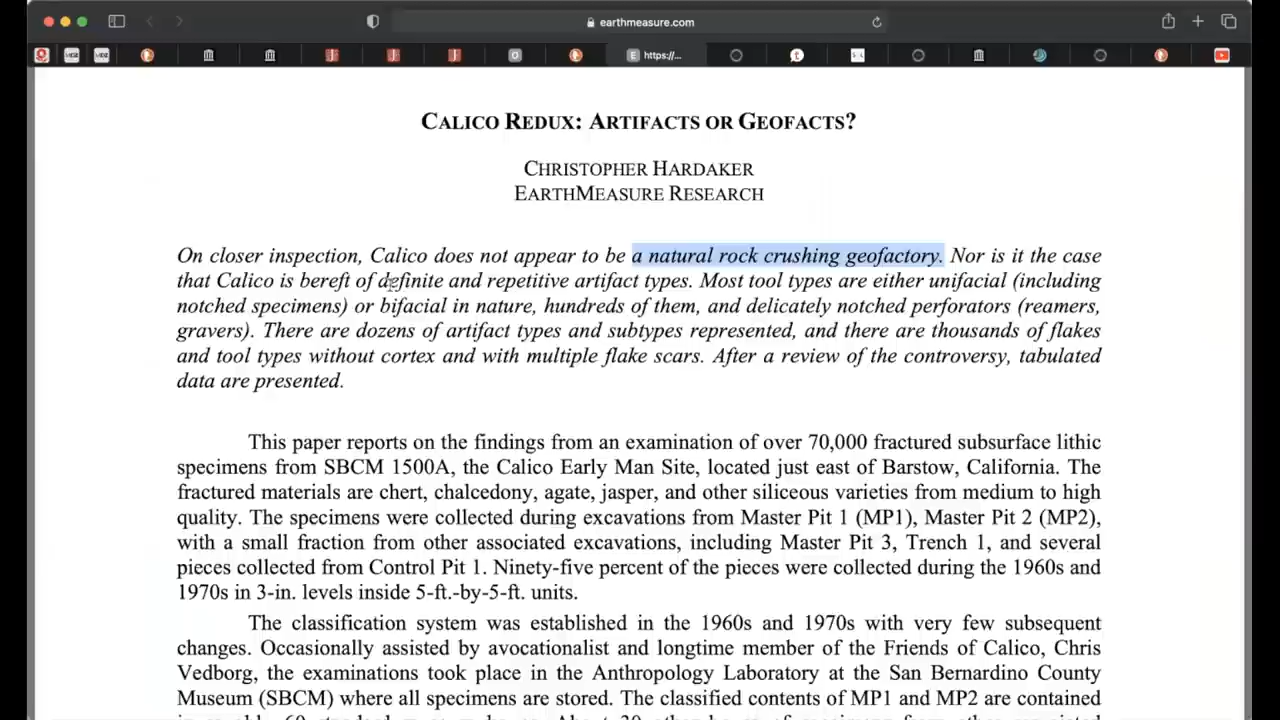 earthmeasure.com
https://...
CALICO REDUX: ARTIFACTS OR GEOFACTS?
CHRISTOPHER HARDAKER
EARTHMEASURE RESEARCH
On closer inspection, Calico does not appear to be a natural rock crushing geofactory. Nor is it the case
that Calico is bereft of definite and repetitive artifact types. Most tool types are either unifacial (including
notched specimens) or bifacial in nature, hundreds of them, and delicately notched perforators (reamers,
gravers). There are dozens of artifact types and subtypes represented, and there are thousands of flakes
and tool types without cortex and with multiple flake scars. After a review of the controversy, tabulated
data are presented.
This paper reports on the findings from an examination of over 70,000 fractured subsurface lithic
specimens from SBCM 1500A, the Calico Early Man Site, located just east of Barstow, California. The
fractured materials are chert, chalcedony, agate, jasper, and other siliceous varieties from medium to high
quality. The specimens were collected during excavations from Master Pit 1 (MP1), Master Pit 2 (MP2),
with a small fraction from other associated excavations, including Master Pit 3, Trench 1, and several
pieces collected from Control Pit 1. Ninety-five percent of the pieces were collected during the 1960s and
1970s in 3-in. levels inside 5-ft.-by-5-ft. units.
The classification system was established in the 1960s and 1970s with very few subsequent
changes. Occasionally assisted by avocationalist and longtime member of the Friends of Calico, Chris
Vedborg, the examinations took place in the Anthropology Laboratory at the San Bernardino County
Museum (SBCM) where all specimens are stored. The classified contents of MP1 and MP2 are contained